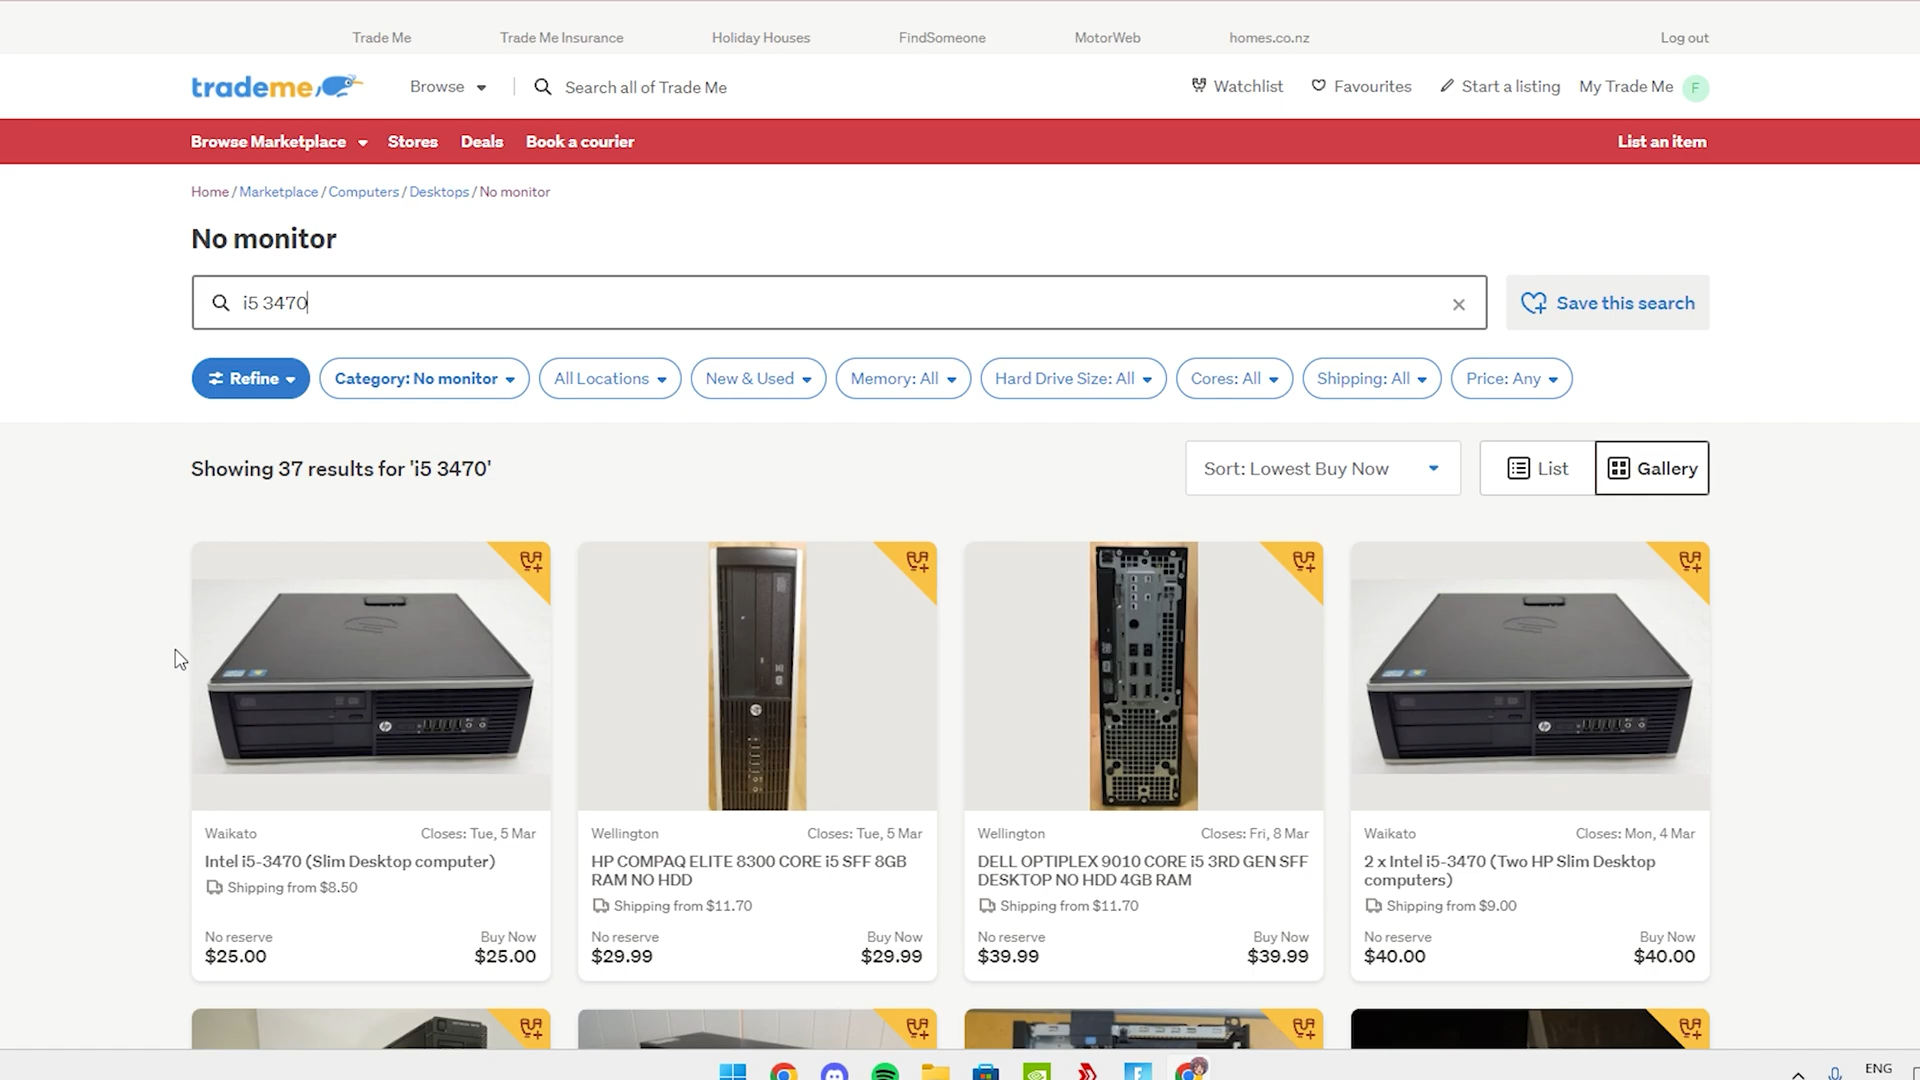 Trade Me
Trade Me Insurance
Holiday Houses
FindSomeone
MotorWeb
homes.co.nz
Log out
trademe
Browse
Search all of Trade Me
Watchlist
Favourites
Start a listing
My Trade Me
F
Browse Marketplace
Stores
Deals
Book a courier
List an item
Home / Marketplace / Computers / Desktops / No monitor
No monitor
i5 3470
Save this search
Refine
Category: No monitor
All Locations
New & Used
Memory: All
Hard Drive Size: All
Cores: All
Shipping: All
Price: Any
Showing 37 results for 'i5 3470'
Sort: Lowest Buy Now
List
Gallery
Waikato
Closes: Tue, 5 Mar
Intel i5-3470 (Slim Desktop computer)
Shipping from $8.50
No reserve
Buy Now
$25.00
$25.00
Wellington
Closes: Tue, 5 Mar
HP COMPAQ ELITE 8300 CORE i5 SFF 8GB
RAM NO HDD
Shipping from $11.70
No reserve
Buy Now
$29.99
$29.99
Wellington
Closes: Fri, 8 Mar
DELL OPTIPLEX 9010 CORE i5 3RD GEN SFF
DESKTOP NO HDD 4GB RAM
Shipping from $11.70
No reserve
Buy Now
$39.99
$39.99
Waikato
Closes: Mon, 4 Mar
2 x Intel i5-3470 (Two HP Slim Desktop
computers)
Shipping from $9.00
No reserve
Buy Now
$40.00
$40.00
ENG